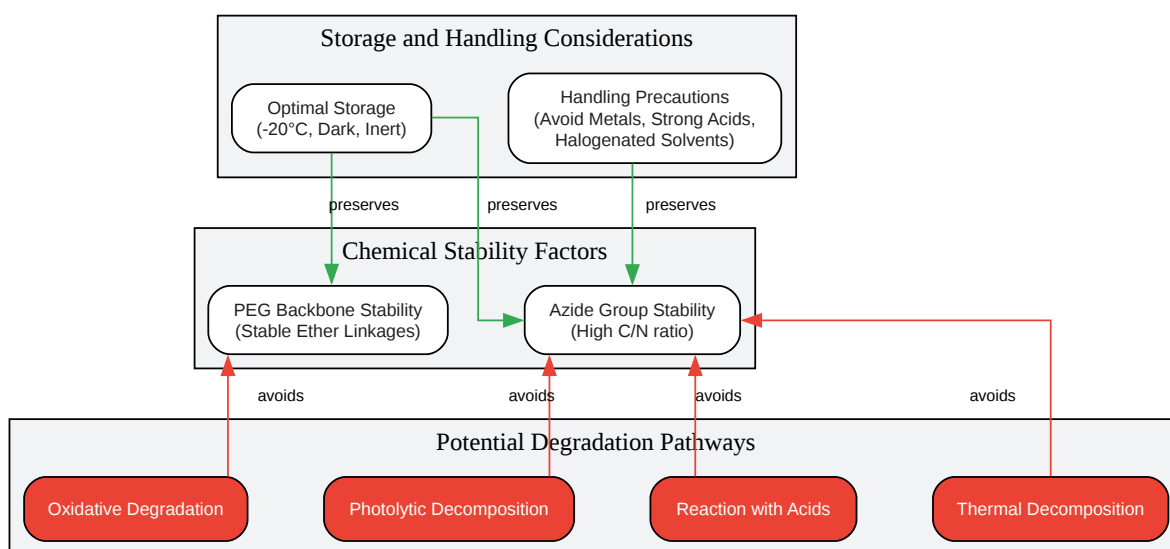 Storage and Handling Considerations
Optimal Storage
(-20°C, Dark, Inert)
Handling Precautions
(Avoid Metals, Strong Acids,
Halogenated Solvents)
preserves
preserves
preserves
Chemical Stability Factors
PEG Backbone Stability
(Stable Ether Linkages)
Azide Group Stability
(High C/N ratio)
avoids
avoids
avoids
avoids
Potential Degradation Pathways
Oxidative Degradation
Photolytic Decomposition
Reaction with Acids
Thermal Decomposition